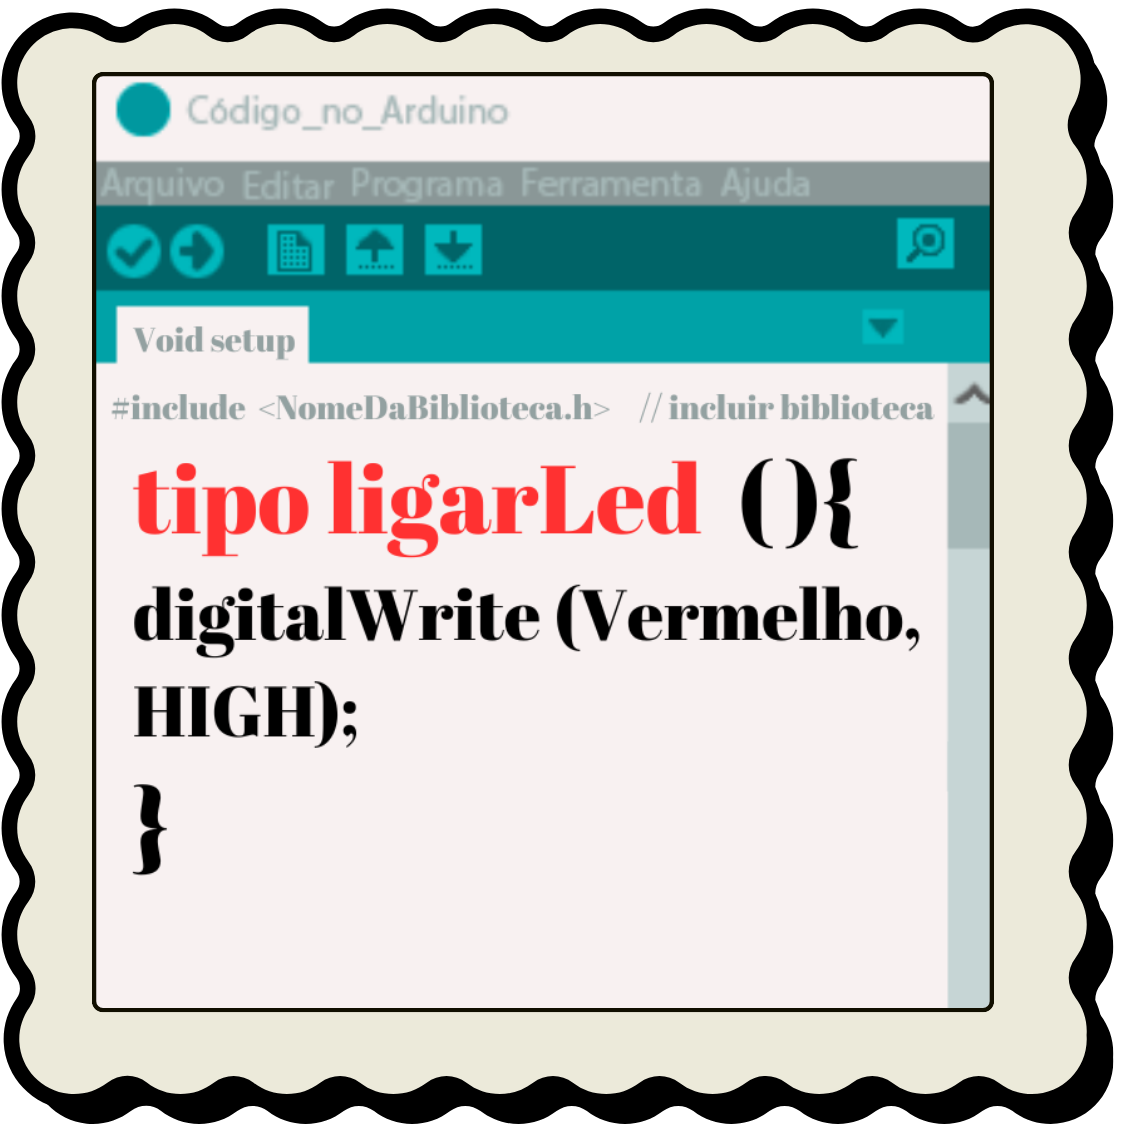 Código_no_Arduino
Arquivo Editar Programa Ferramenta Ajuda
Void setup
#include <NomeDaBiblioteca.h> // incluir biblioteca
tipo ligarLed (){
digitalWrite (Vermelho,
HIGH);
}